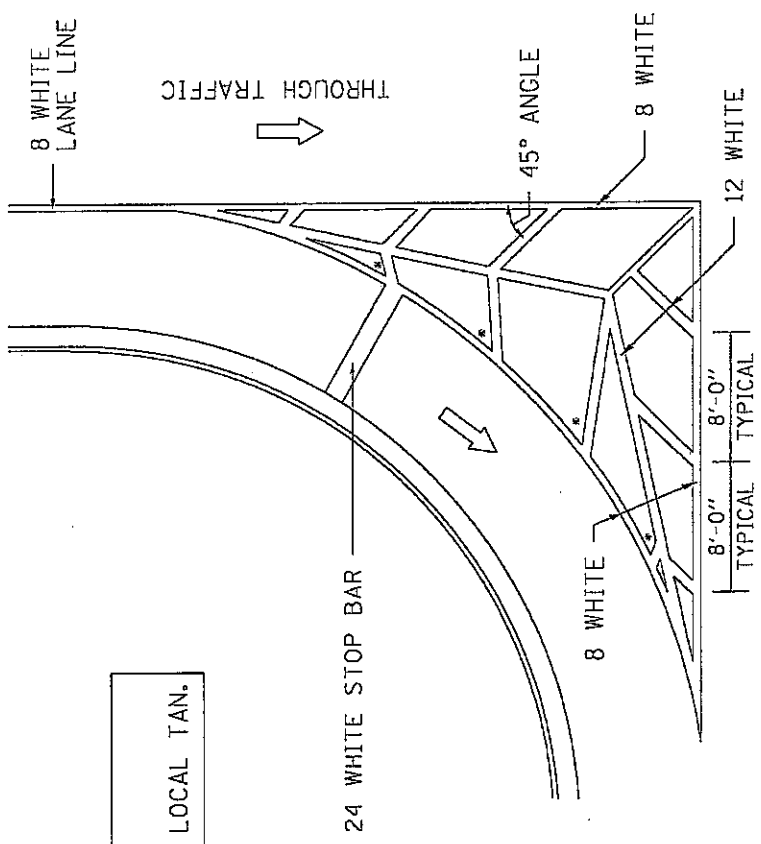 8 WHITE
LANE LINE
THROUGH TRAFFIC
45° ANGLE
8 WHITE
12 WHITE
LOCAL TAN.
24 WHITE STOP BAR
8 WHITE
8'-0"
TYPICAL
8'-0"
TYPICAL
*
*
*
*